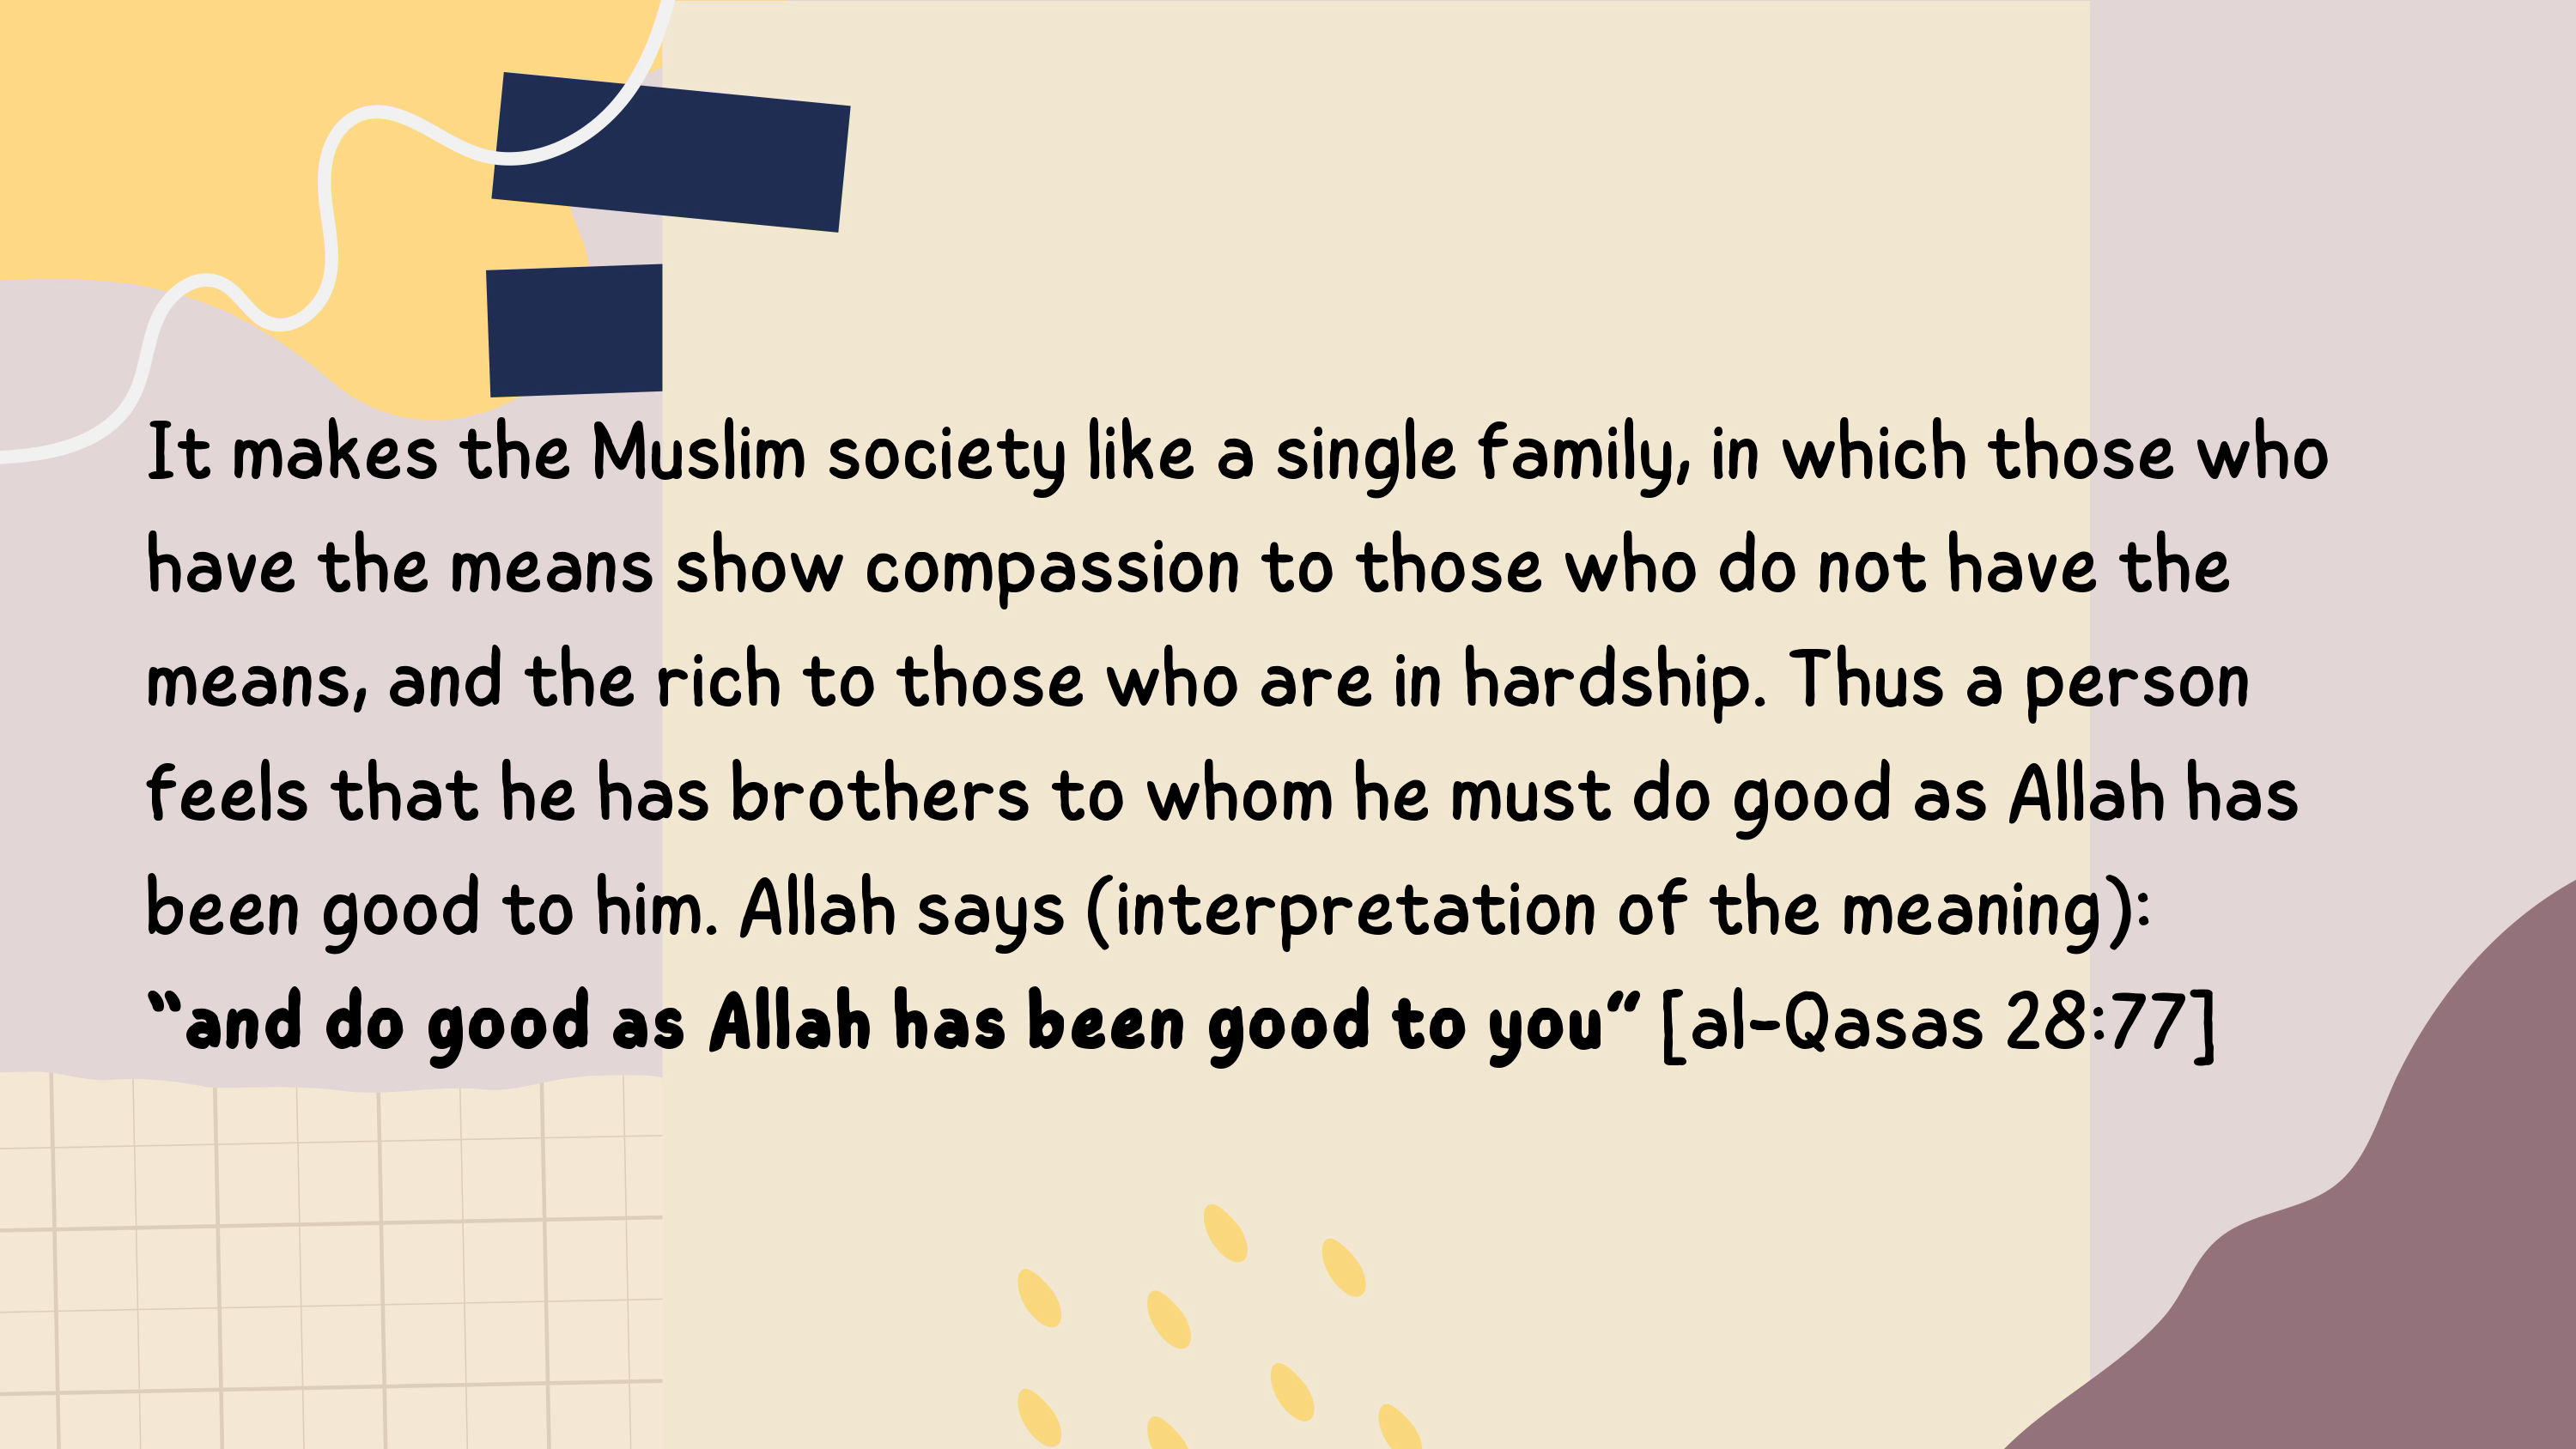 It makes the Muslim society like a single family, in which those who
have the means show compassion to those who do not have the
means, and the rich to those who are in hardship. Thus a person
feels that he has brothers to whom he must do good as Allah has
been good to him. Allah says (interpretation of the meaning):
“and do good as Allah has been good to you“ [al-Qasas 28:77]